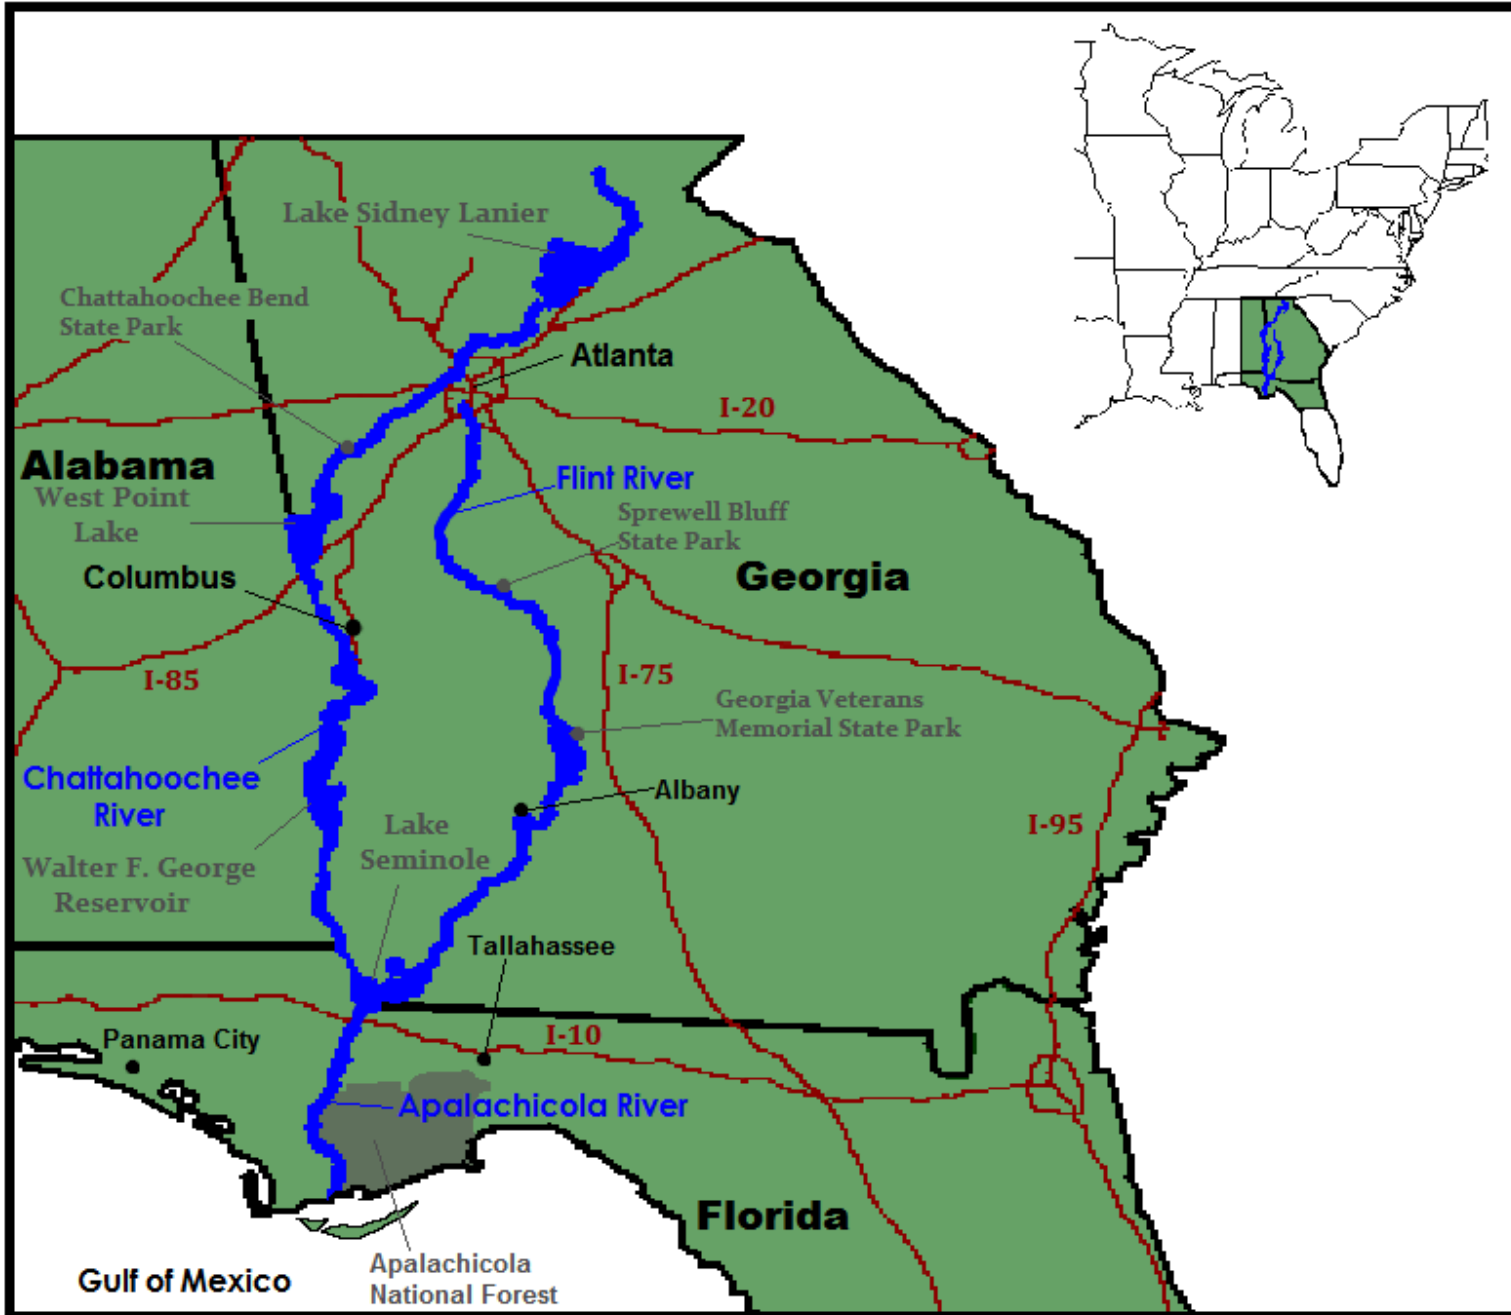 Lake Sidney Lanier
Chattahoochee Bend
State Park
Atlanta
I-20
Alabama
Flint River
West Point
Lake
Sprewell Bluff
State Park
Columbus
Georgia
I-85
I-75
Georgia Veterans
Memorial State Park
Chattahoochee
River
Albany
Lake
Seminole
I-95
Walter F. George
Reservoir
Tallahassee
Panama City
I-10
Apalachicola River
Florida
Apalachicola
National Forest
Gulf of Mexico